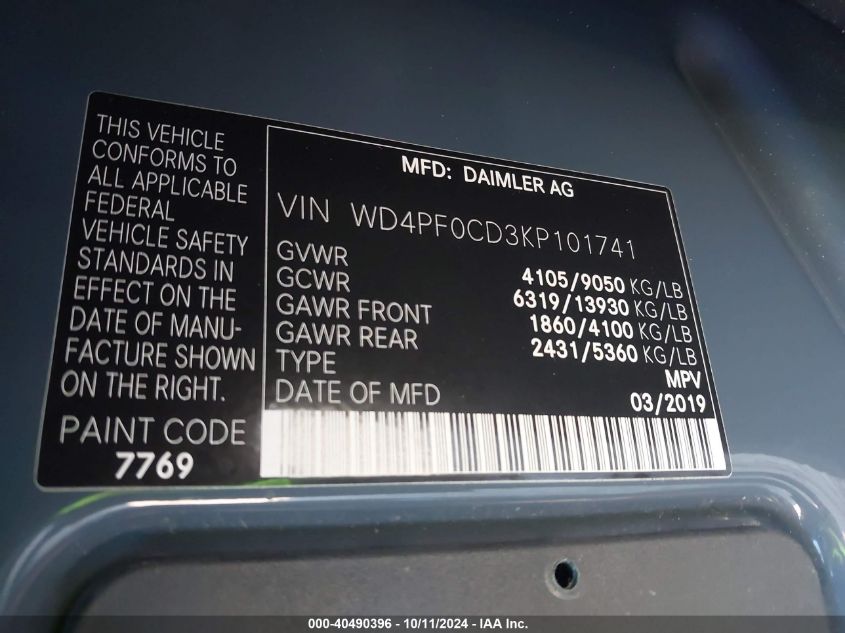 THIS VEHICLE
CONFORMS TO
ALL APPLICABLE
FEDERAL
VEHICLE SAFETY
STANDARDS IN
EFFECT ON THE
DATE OF MANU-
FACTURE SHOWN
ON THE RIGHT.
PAINT CODE
7769
MFD: DAIMLER AG
VIN WD4PF0CD3KP101741
GVWR 4105/9050 KG/LB
GCWR 6319/13930 KG/LB
GAWR FRONT 1860/4100 KG/LB
GAWR REAR 2431/5360 KG/LB
TYPE MPV
DATE OF MFD 03/2019
000-40490396 - 10/11/2024 - IAA Inc.